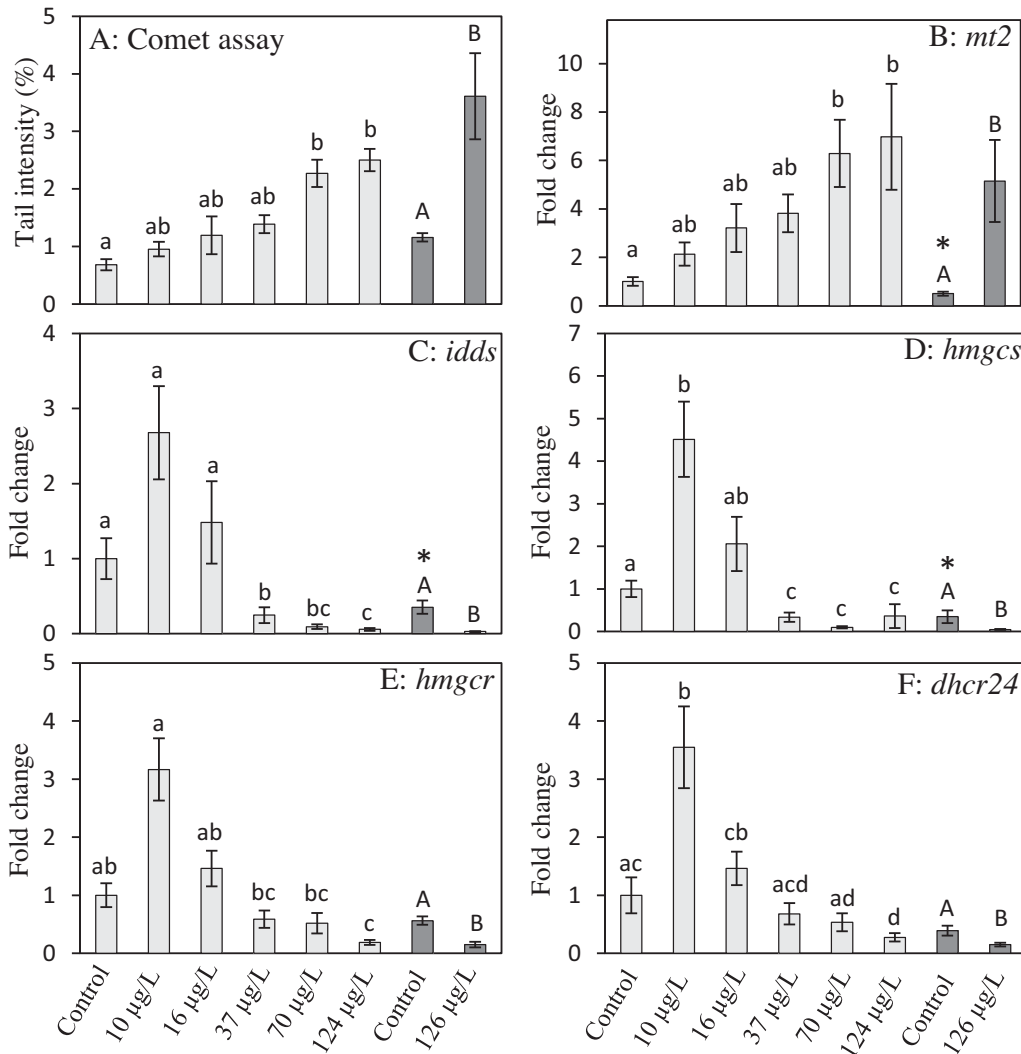 A: Comet assay
Tail intensity (%)
5
4
3
2
1
0
a
ab
ab
ab
b
b
A
B
B: mt2
Fold change
10
8
6
4
2
0
a
ab
ab
ab
b
b
*
A
B
C: idds
Fold change
4
3
2
1
0
a
a
a
b
bc
c
*
A
B
D: hmgcs
Fold change
7
6
5
4
3
2
1
0
a
b
ab
c
c
c
*
A
B
E: hmgcr
Fold change
5
4
3
2
1
0
ab
a
ab
bc
bc
c
A
B
F: dhcr24
Fold change
5
4
3
2
1
0
ac
b
cb
acd
ad
d
A
B
Control
10 µg/L
16 µg/L
37 µg/L
70 µg/L
124 µg/L
Control
126 µg/L
Control
10 µg/L
16 µg/L
37 µg/L
70 µg/L
124 µg/L
Control
126 µg/L